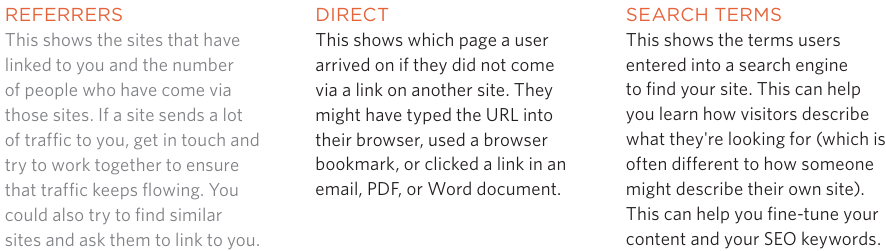 REFERRERS
This shows the sites that have
linked to you and the number
of people who have come via
those sites. If a site sends a lot
of traffic to you, get in touch and
try to work together to ensure
that traffic keeps flowing. You
could also try to find similar
sites and ask them to link to you.
DIRECT
This shows which page a user
arrived on if they did not come
via a link on another site. They
might have typed the URL into
their browser, used a browser
bookmark, or clicked a link in an
email, PDF, or Word document.
SEARCH TERMS
This shows the terms users
entered into a search engine
to find your site. This can help
you learn how visitors describe
what they're looking for (which is
often different to how someone
might describe their own site).
This can help you fine-tune your
content and your SEO keywords.